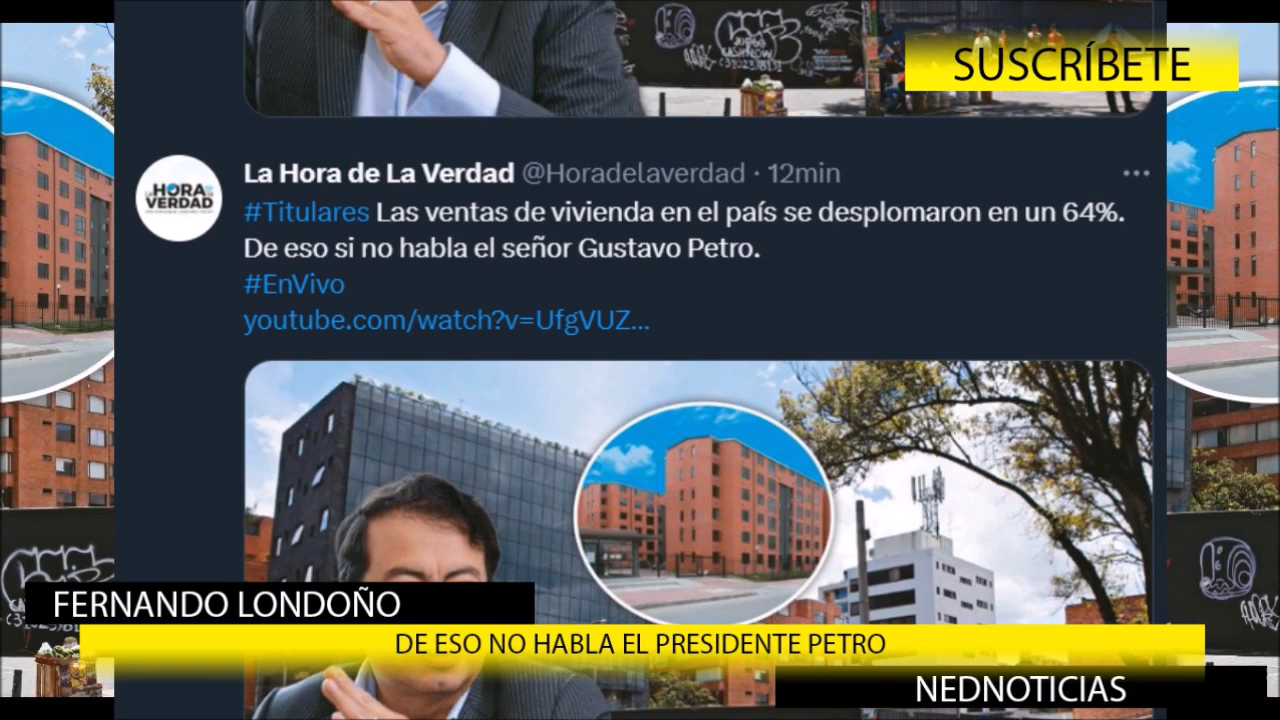 SUSCRÍBETE
La Hora de La Verdad @Horadelaverdad · 12min
HORA
VERDAD
#Titulares Las ventas de vivienda en el país se desplomaron en un 64%.
De eso si no habla el señor Gustavo Petro.
#EnVivo
youtube.com/watch?v=UfgVUZ...
FERNANDO LONDOÑO
DE ESO NO HABLA EL PRESIDENTE PETRO
NEDNOTICIAS